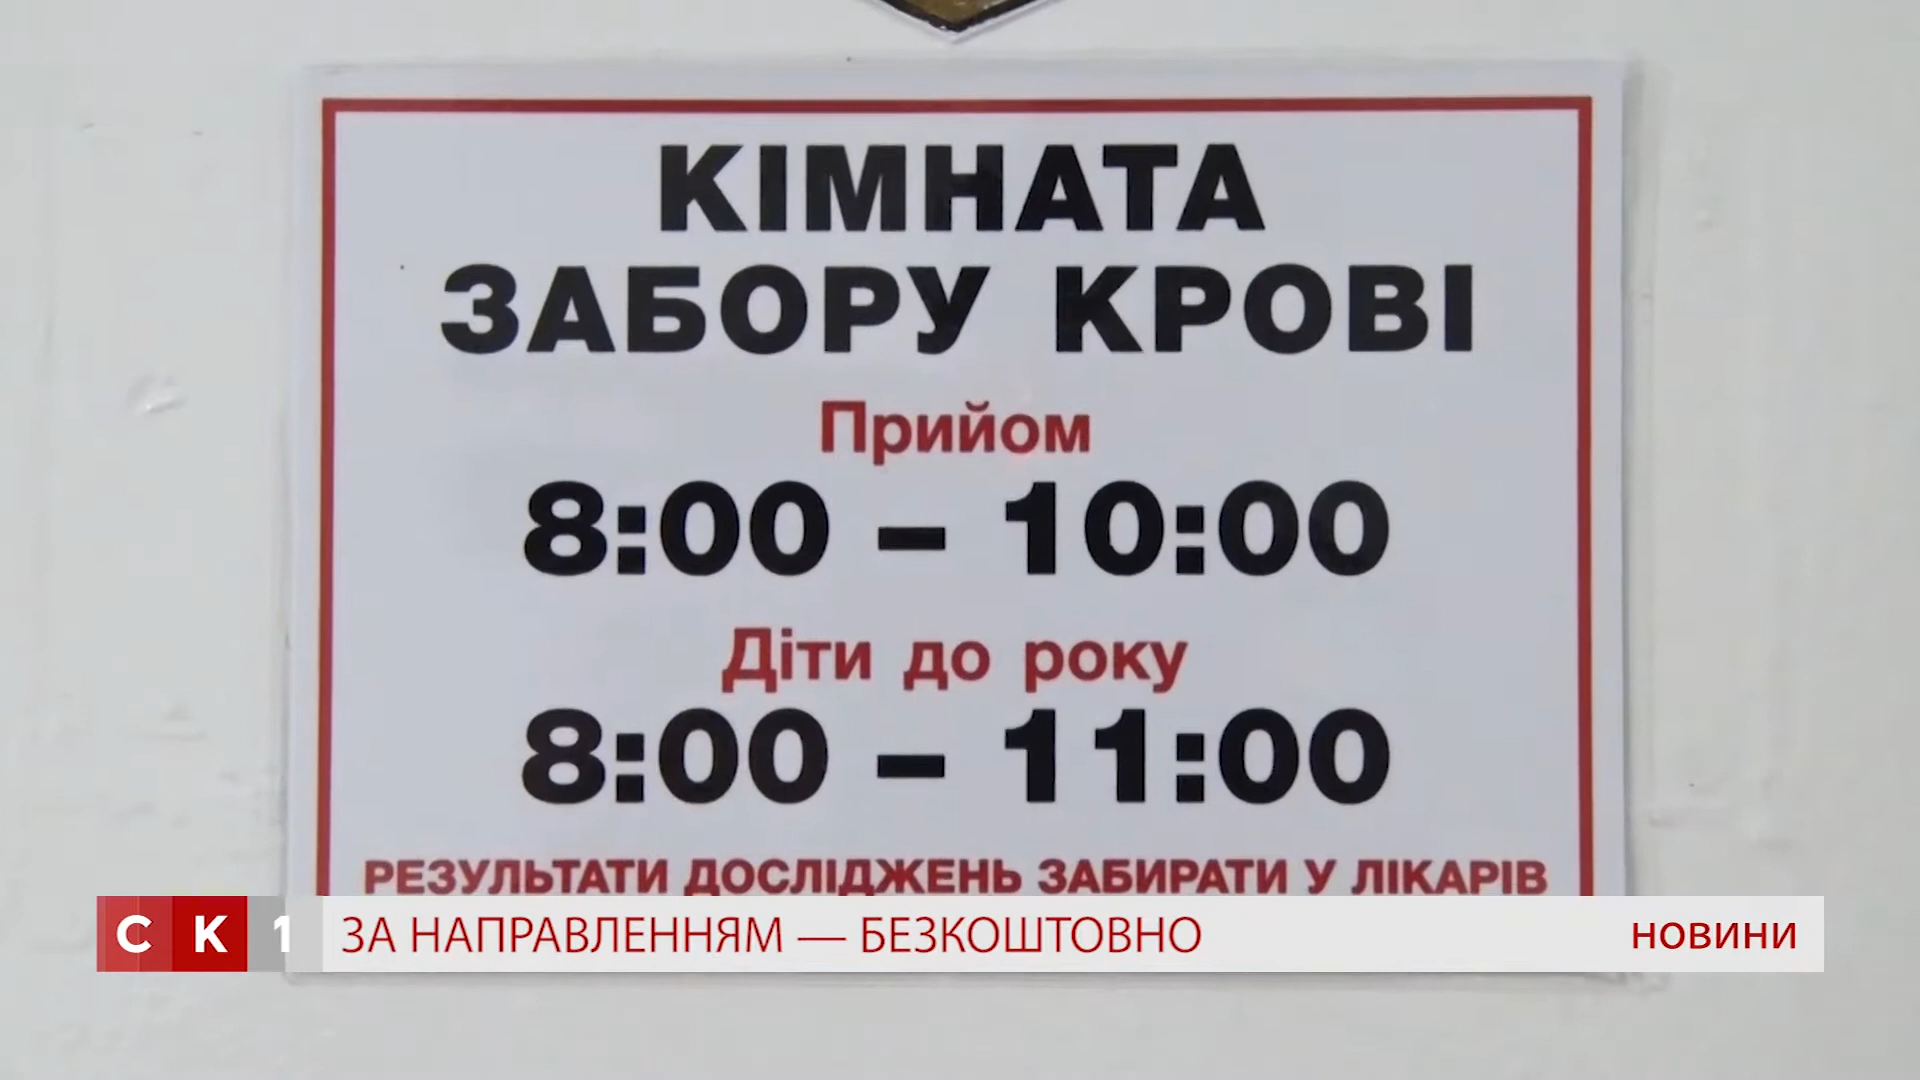 КІМНАТА
ЗАБОРУ КРОВІ
Прийом
8:00 – 10:00
Діти до року
8:00 – 11:00
РЕЗУЛЬТАТИ ДОСЛІДЖЕНЬ ЗАБИРАТИ У ЛІКАРІВ
СК1 ЗА НАПРАВЛЕННЯМ — БЕЗКОШТОВНО НОВИНИ